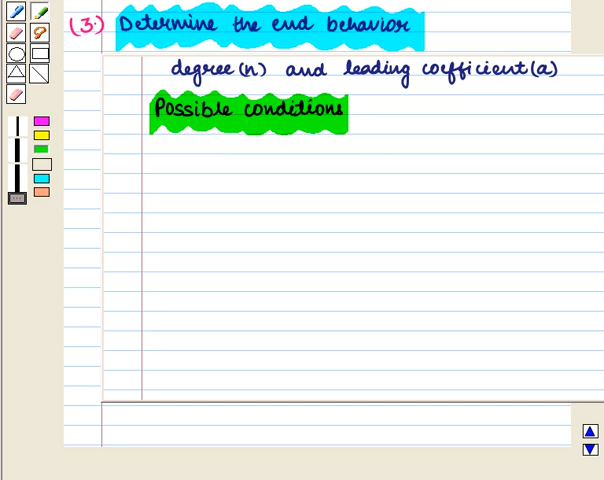 (3.) Determine the end behavior
degree(n) and leading coefficient(a)
Possible conditions